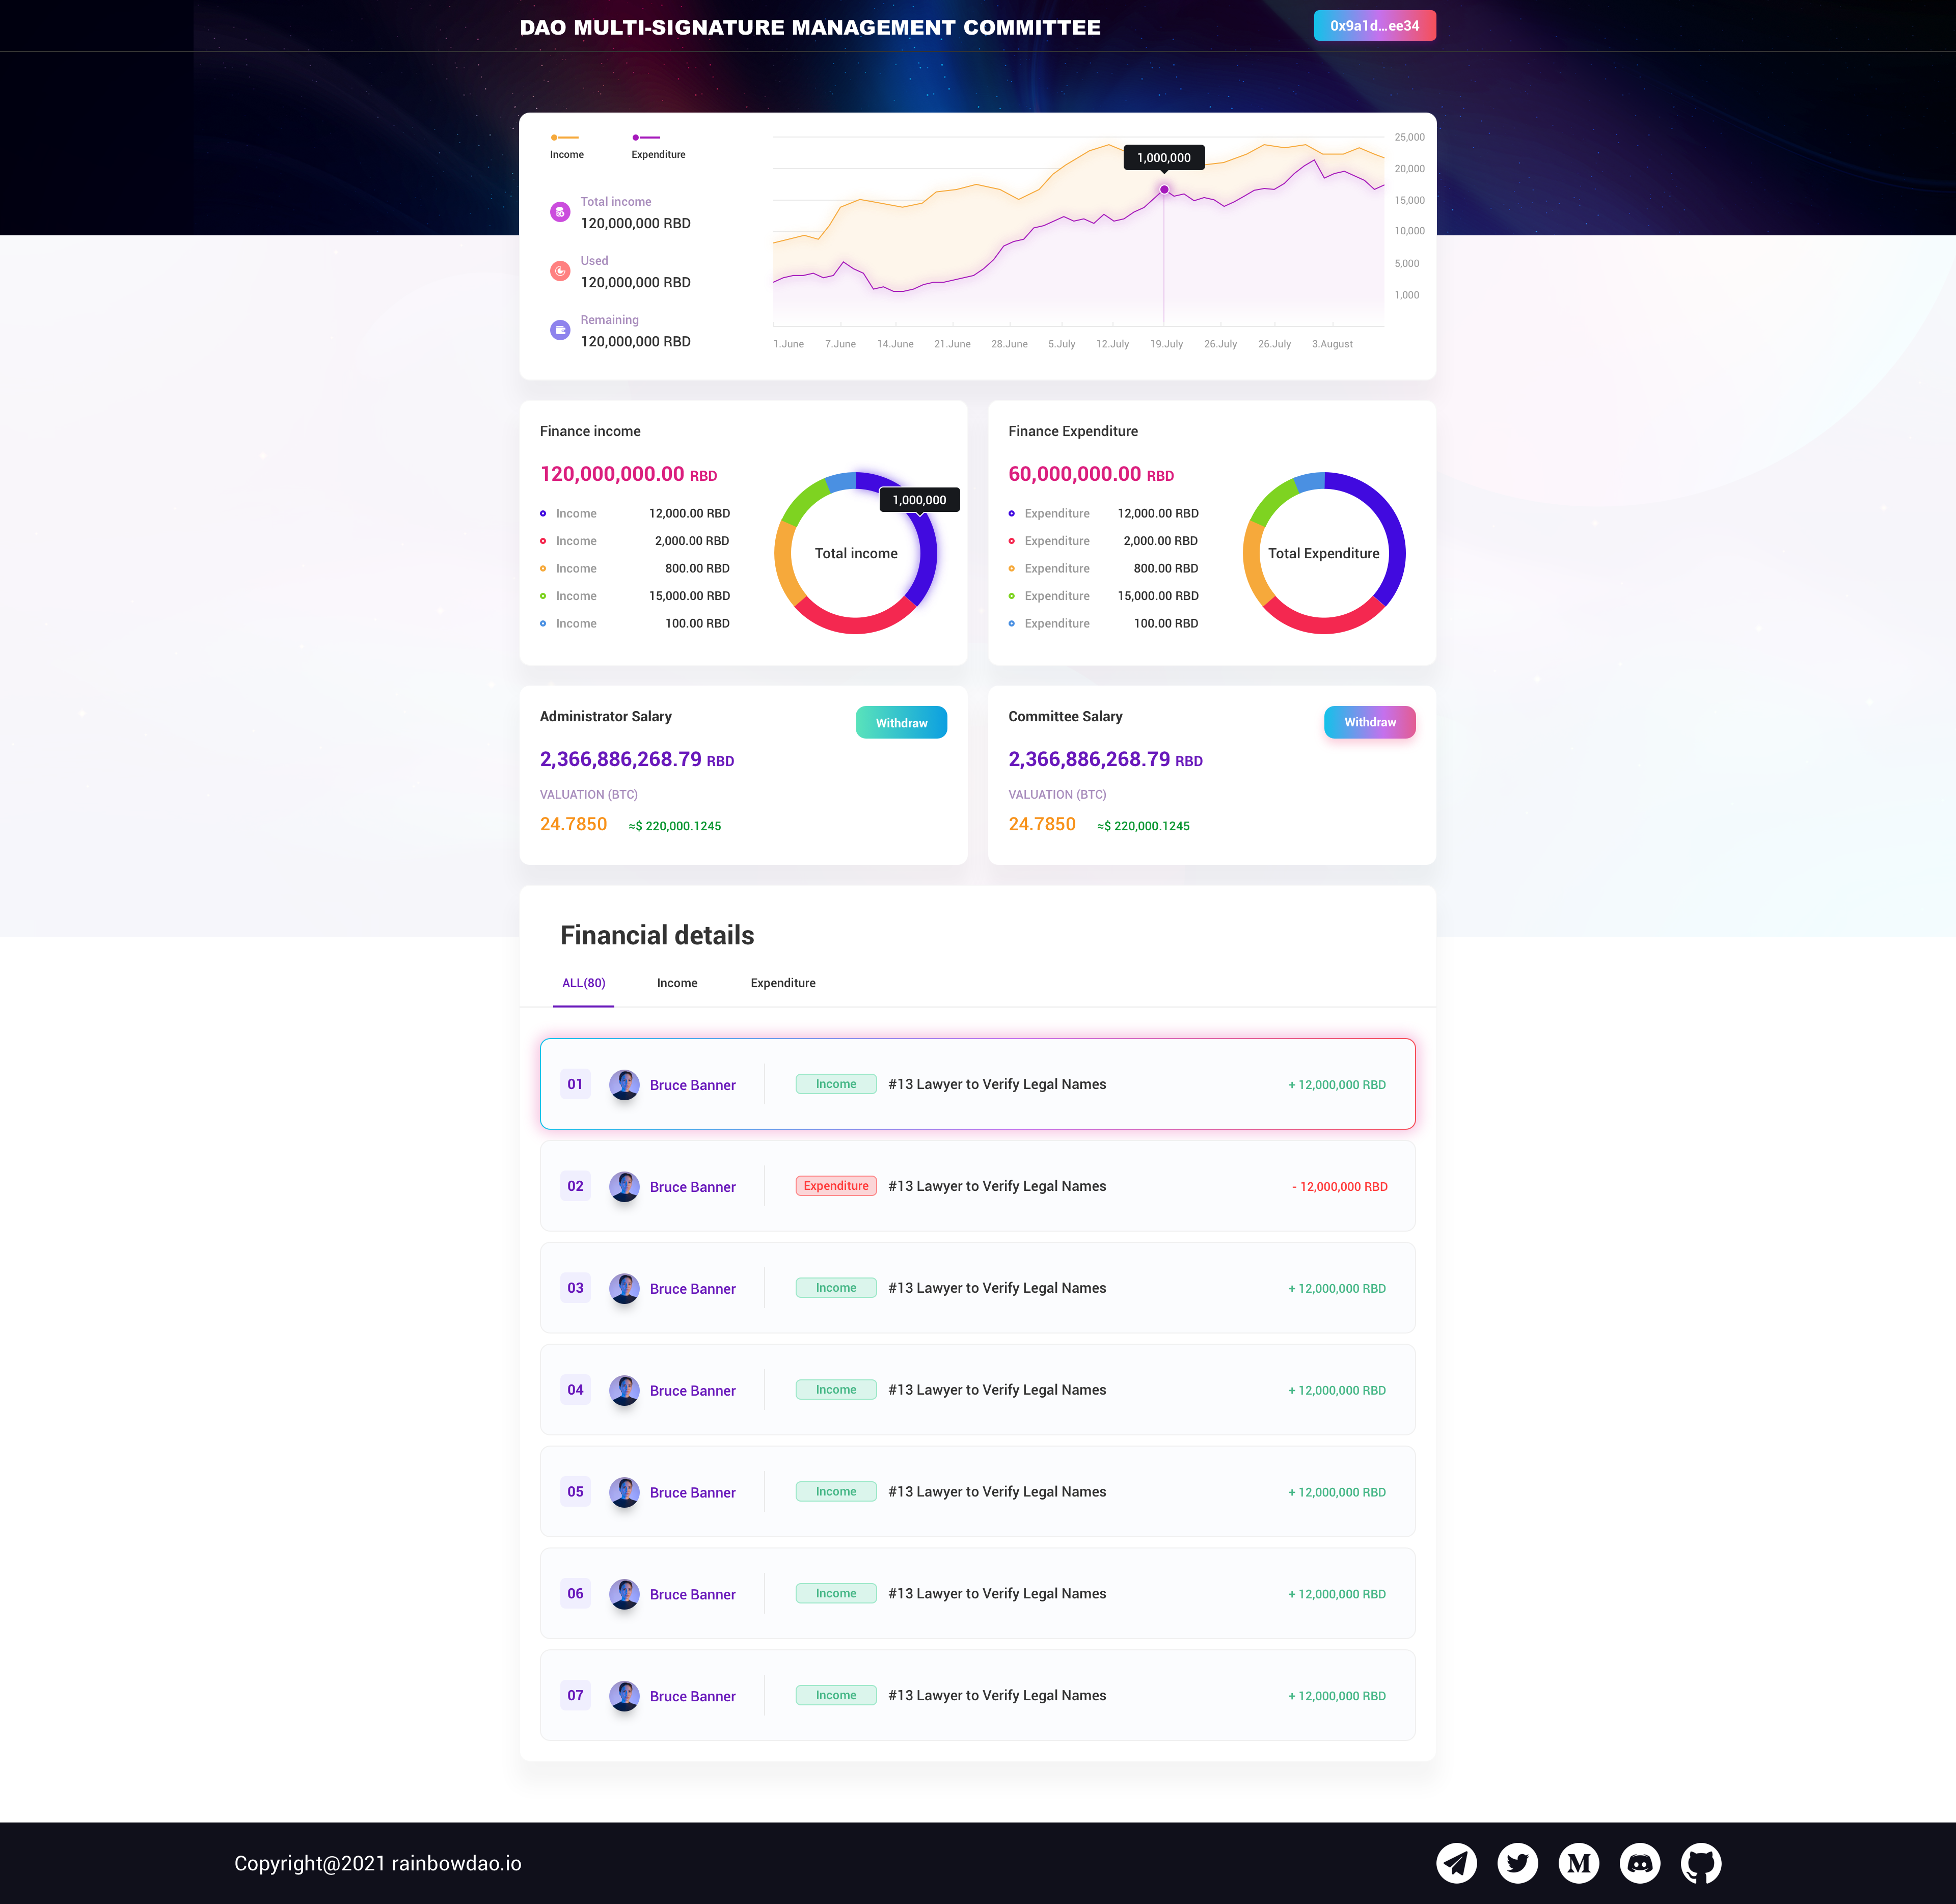 DAO MULTI-SIGNATURE MANAGEMENT COMMITTEE
0x9a1d...ee34
Income
Expenditure
Total income
120,000,000 RBD
Used
120,000,000 RBD
Remaining
120,000,000 RBD
1,000,000
25,000
20,000
15,000
10,000
5,000
1,000
1.June 7.June 14.June 21.June 28.June 5.July 12.July 19.July 26.July 26.July 3.August
Finance income
120,000,000.00 RBD
Income 12,000.00 RBD
Income 2,000.00 RBD
Income 800.00 RBD
Income 15,000.00 RBD
Income 100.00 RBD
1,000,000
Total income
Finance Expenditure
60,000,000.00 RBD
Expenditure 12,000.00 RBD
Expenditure 2,000.00 RBD
Expenditure 800.00 RBD
Expenditure 15,000.00 RBD
Expenditure 100.00 RBD
Total Expenditure
Administrator Salary
Withdraw
2,366,886,268.79 RBD
VALUATION (BTC)
24.7850 ≈$ 220,000.1245
Committee Salary
Withdraw
2,366,886,268.79 RBD
VALUATION (BTC)
24.7850 ≈$ 220,000.1245
Financial details
ALL(80) Income Expenditure
01 Bruce Banner Income #13 Lawyer to Verify Legal Names + 12,000,000 RBD
02 Bruce Banner Expenditure #13 Lawyer to Verify Legal Names - 12,000,000 RBD
03 Bruce Banner Income #13 Lawyer to Verify Legal Names + 12,000,000 RBD
04 Bruce Banner Income #13 Lawyer to Verify Legal Names + 12,000,000 RBD
05 Bruce Banner Income #13 Lawyer to Verify Legal Names + 12,000,000 RBD
06 Bruce Banner Income #13 Lawyer to Verify Legal Names + 12,000,000 RBD
07 Bruce Banner Income #13 Lawyer to Verify Legal Names + 12,000,000 RBD
Copyright@2021 rainbowdao.io
M